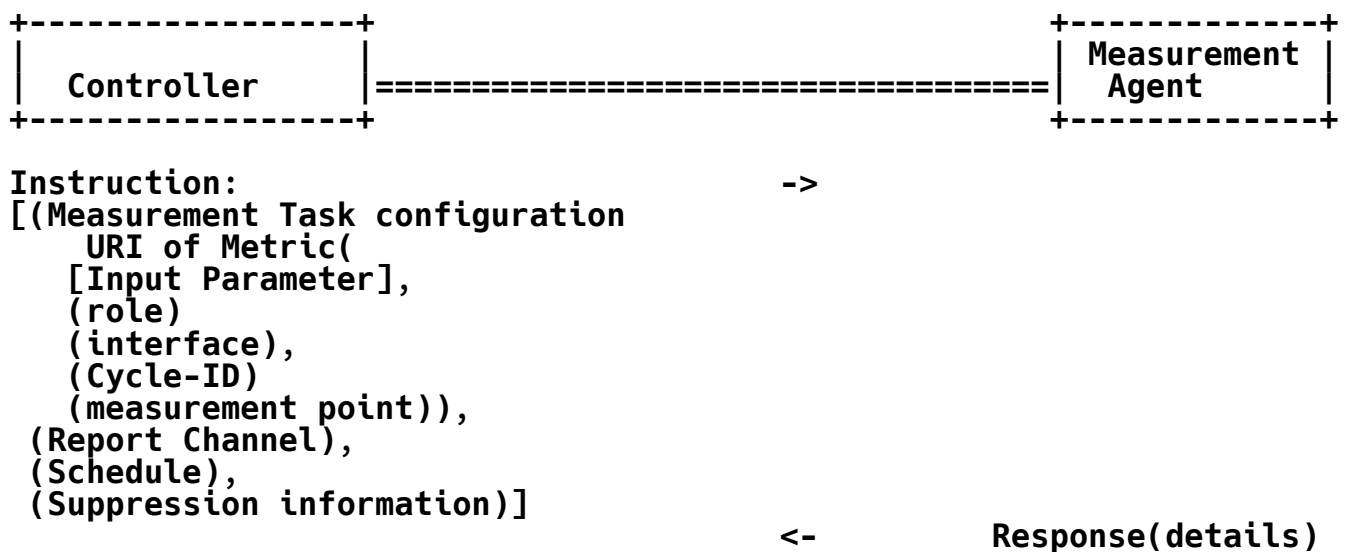 +-----------------+                                   +-------------+
|                 |                                   | Measurement |
|  Controller     |===================================|  Agent      |
+-----------------+                                   +-------------+
Instruction:                            ->
[(Measurement Task configuration
    URI of Metric(
   [Input Parameter],
   (role)
   (interface),
   (Cycle-ID)
   (measurement point)),
 (Report Channel),
 (Schedule),
 (Suppression information)]
                                        <-         Response(details)